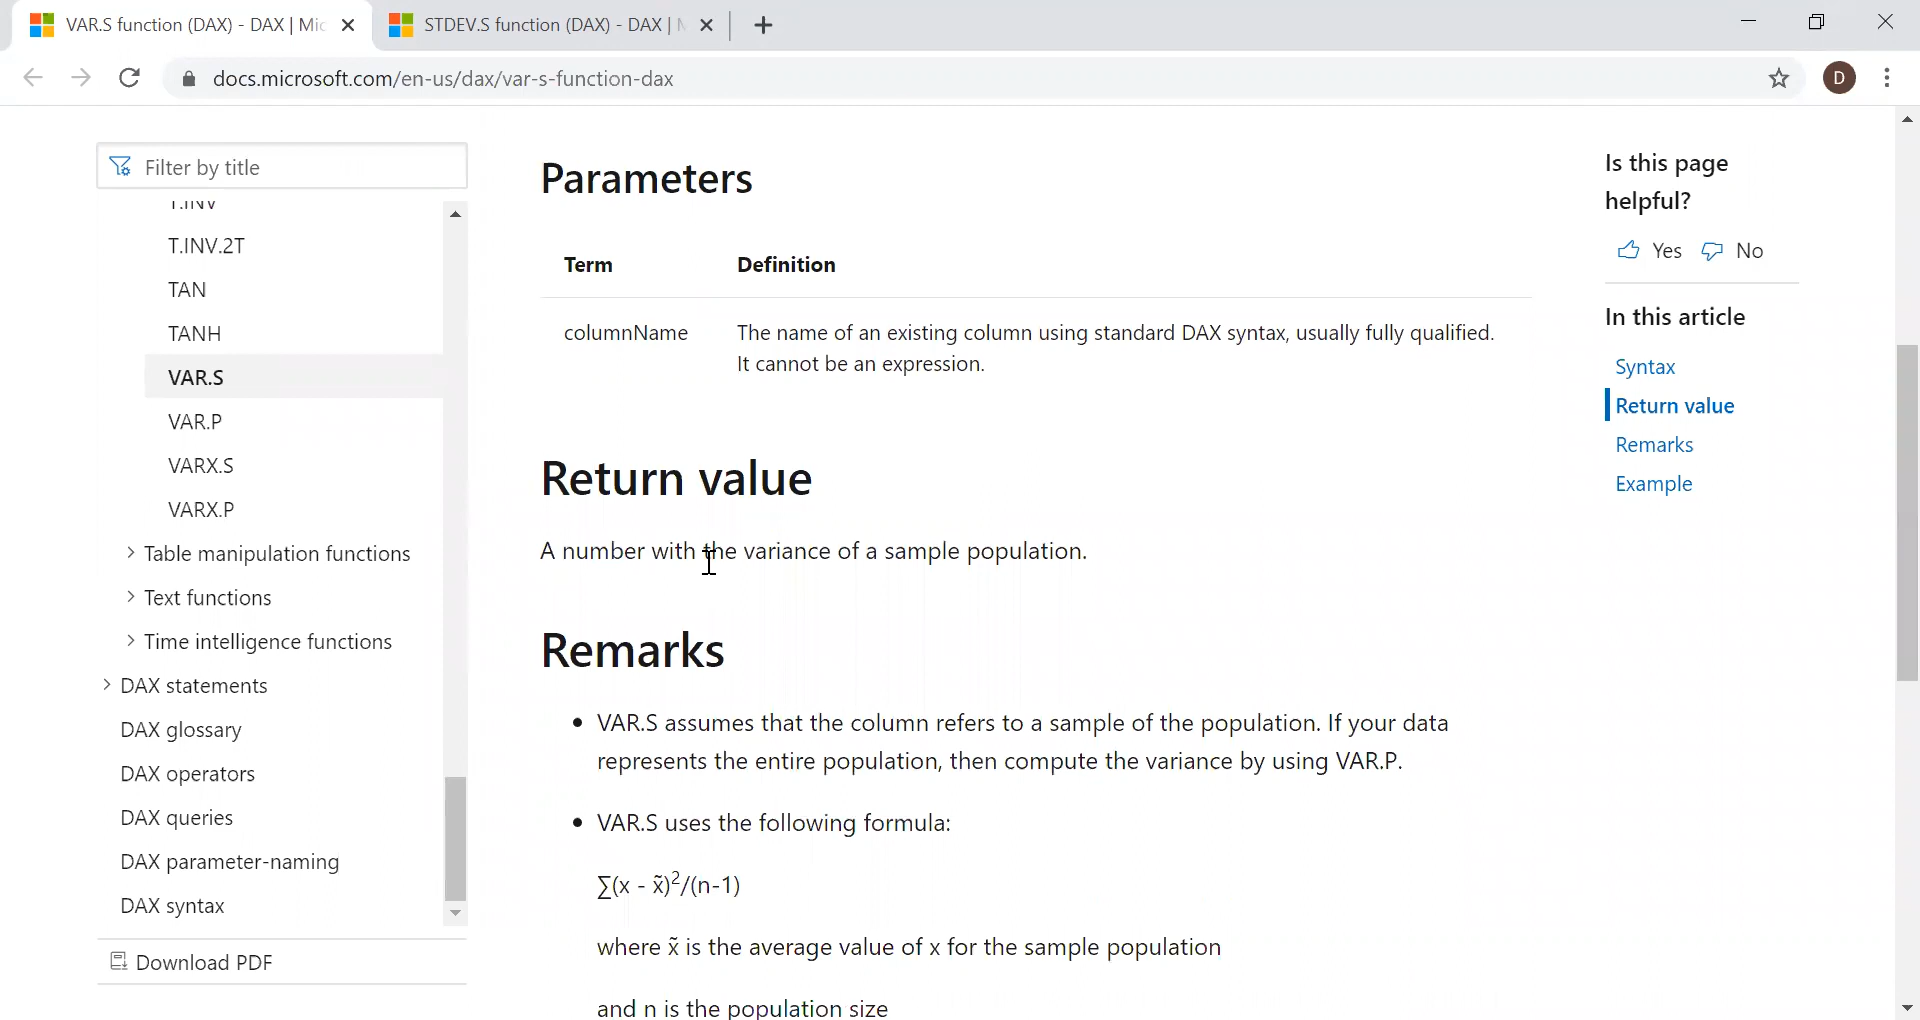 VAR.S function (DAX) - DAX | Mic
STDEV.S function (DAX) - DAX |
docs.microsoft.com/en-us/dax/var-s-function-dax
D
Filter by title
T.INV
T.INV.2T
TAN
TANH
VAR.S
VAR.P
VARX.S
VARX.P
Table manipulation functions
Text functions
Time intelligence functions
DAX statements
DAX glossary
DAX operators
DAX queries
DAX parameter-naming
DAX syntax
Download PDF
Parameters
Term Definition
columnName The name of an existing column using standard DAX syntax, usually fully qualified.
It cannot be an expression.
Return value
A number with the variance of a sample population.
Remarks
• VAR.S assumes that the column refers to a sample of the population. If your data
represents the entire population, then compute the variance by using VAR.P.
• VAR.S uses the following formula:
∑(x - x̃)²/(n-1)
where x̃ is the average value of x for the sample population
and n is the population size
Is this page
helpful?
Yes No
In this article
Syntax
Return value
Remarks
Example